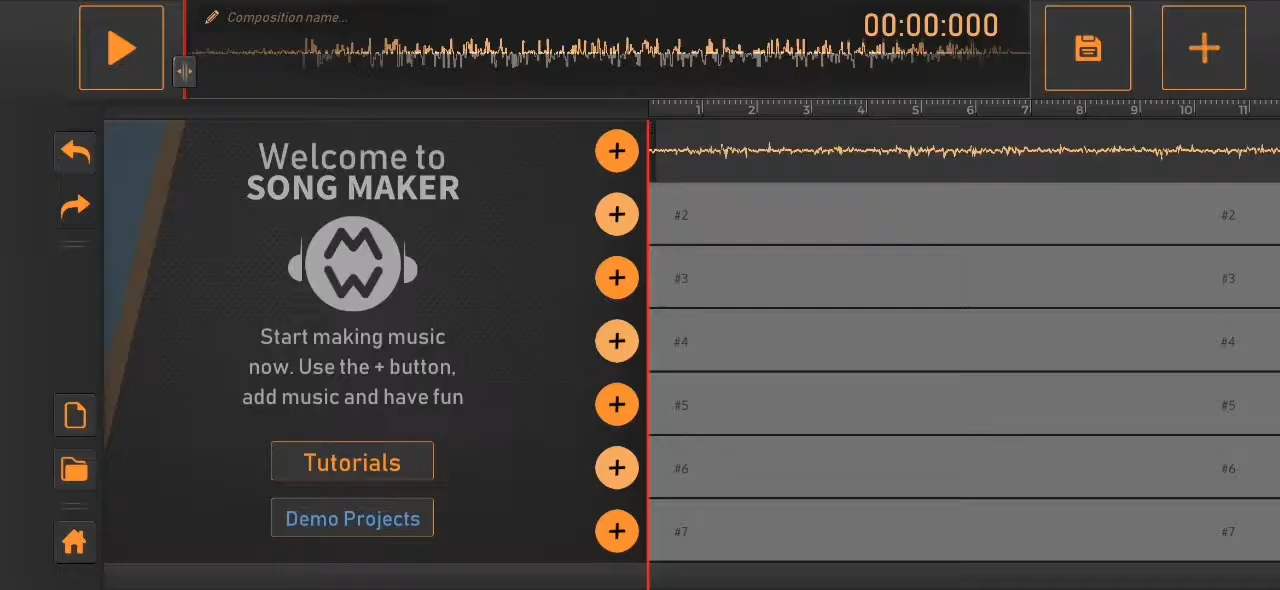 Composition name...
00:00:000
1 2 3 4 5 6 7 8 9 10 11
Welcome to
SONG MAKER
Start making music
now. Use the + button,
add music and have fun
Tutorials
Demo Projects
#2 #2
#3 #3
#4 #4
#5 #5
#6 #6
#7 #7